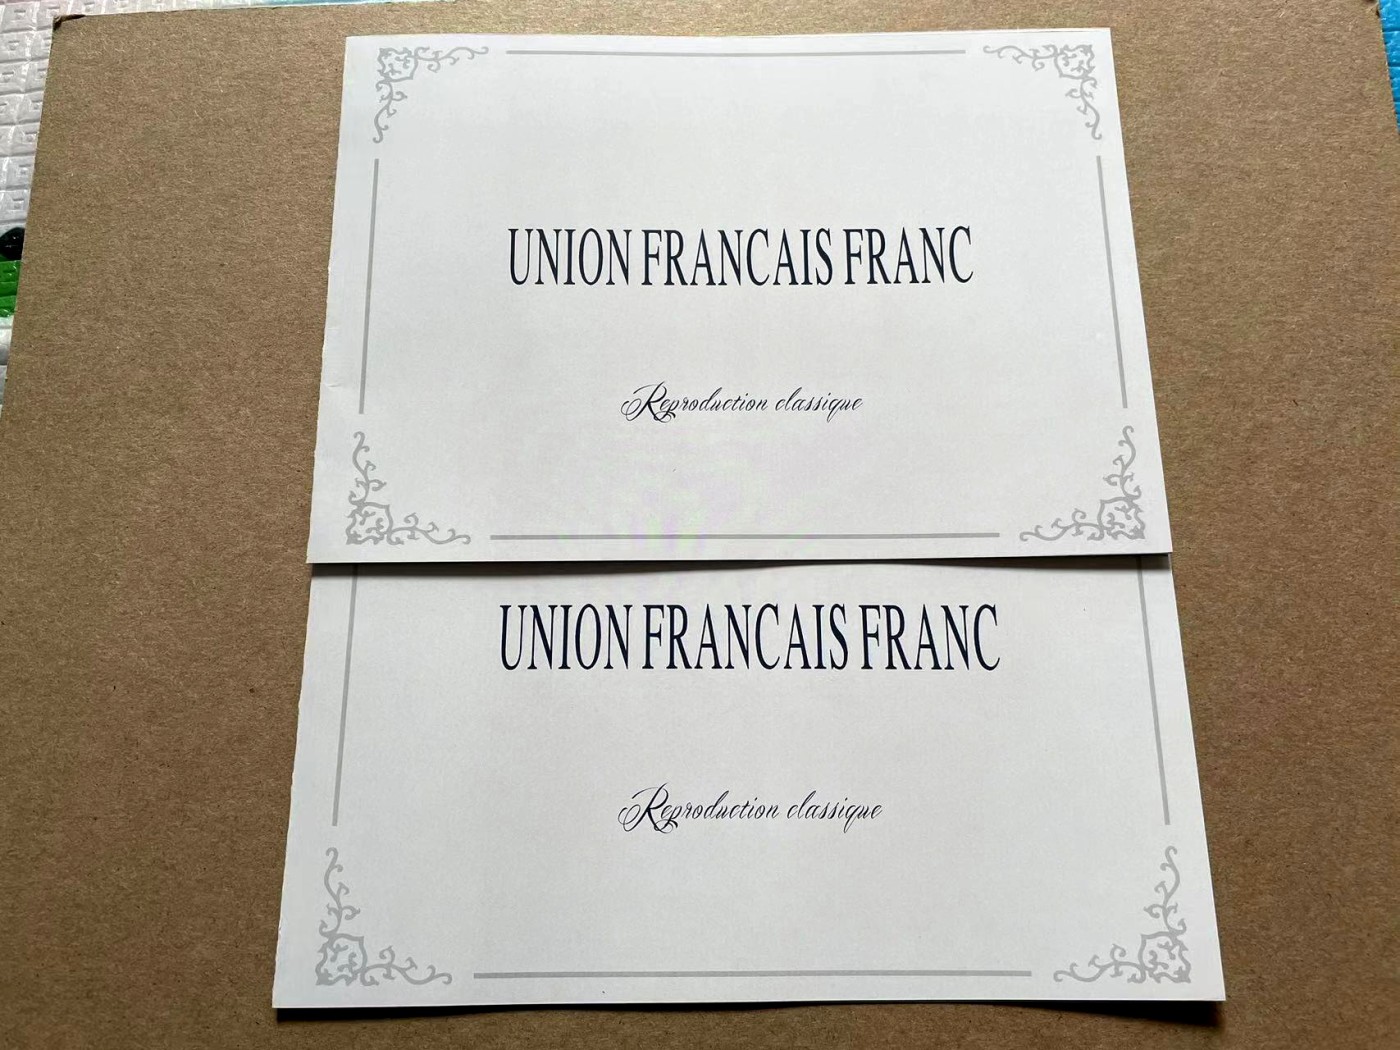 UNION FRANCAIS FRANC
Reproduction classique
UNION FRANCAIS FRANC
Reproduction classique